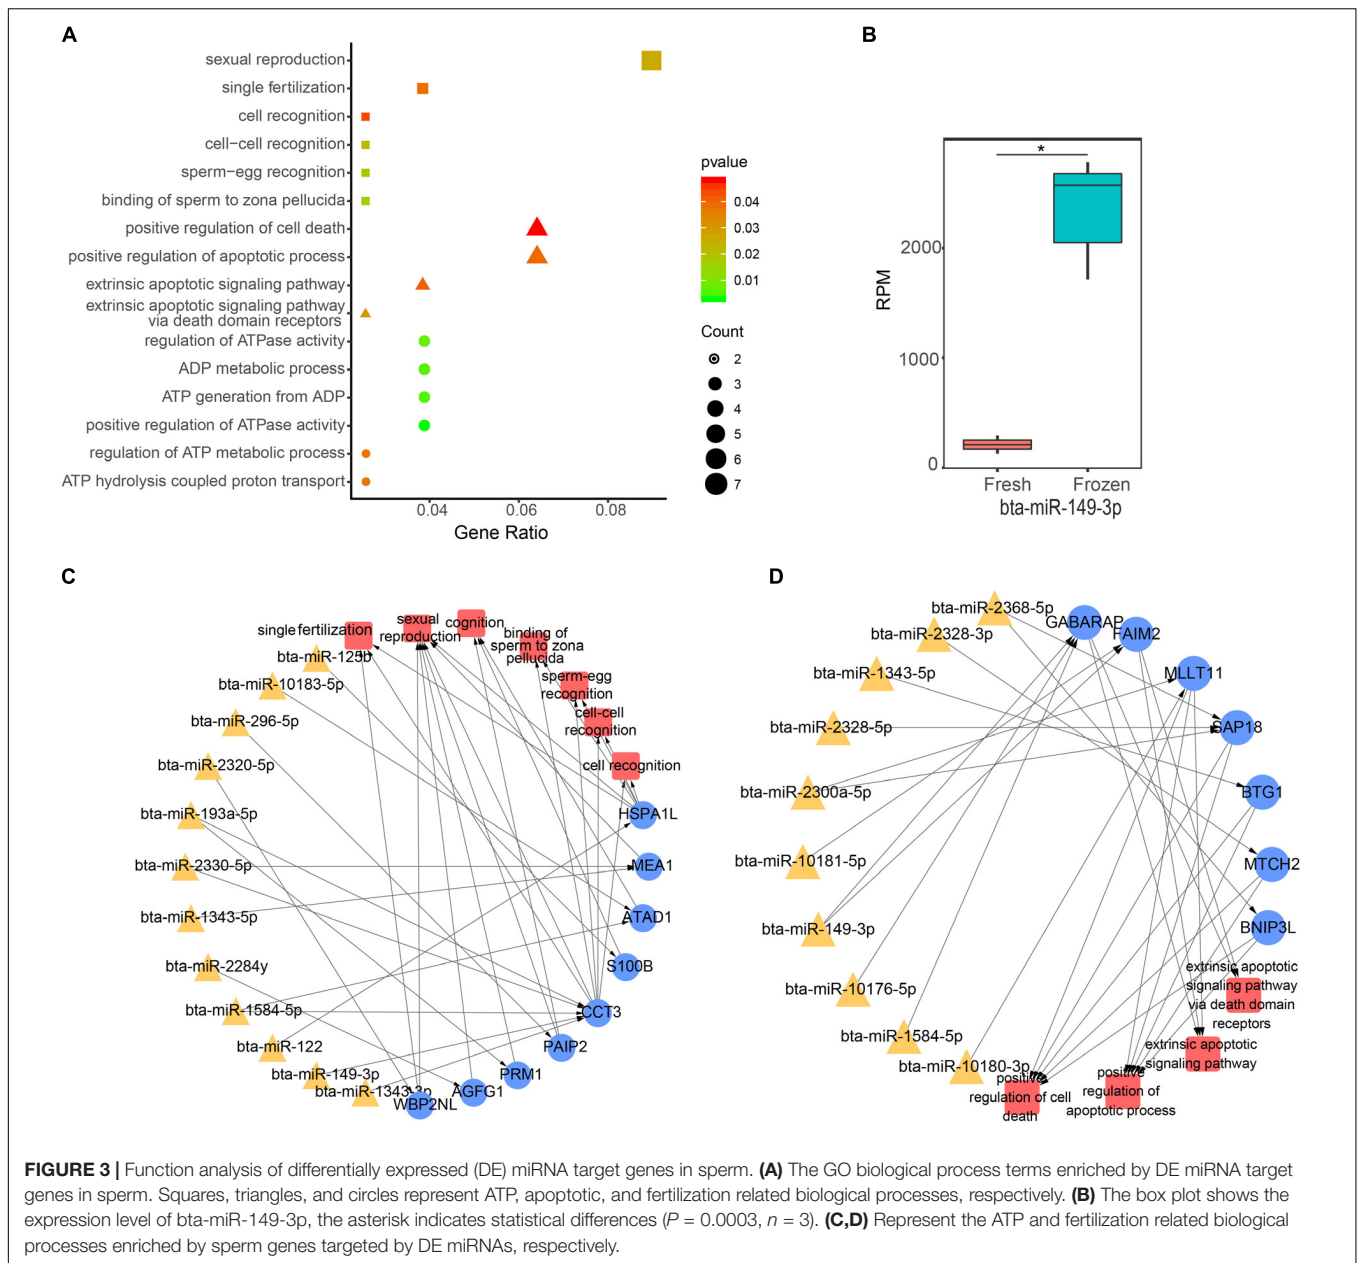 A
sexual reproduction
single fertilization
cell recognition
cell−cell recognition
sperm−egg recognition
binding of sperm to zona pellucida
positive regulation of cell death
positive regulation of apoptotic process
extrinsic apoptotic signaling pathway
extrinsic apoptotic signaling pathway
via death domain receptors
regulation of ATPase activity
ADP metabolic process
ATP generation from ADP
positive regulation of ATPase activity
regulation of ATP metabolic process
ATP hydrolysis coupled proton transport
0.04 0.06 0.08
Gene Ratio
pvalue
0.04
0.03
0.02
0.01
Count
2
3
4
5
6
7
B
*
RPM
2000
1000
0
Fresh Frozen
bta-miR-149-3p
C
single fertilization
sexual
reproduction
cognition
binding of
sperm to zona
pellucida
sperm-egg
recognition
cell-cell
recognition
cell recognition
bta-miR-125b
bta-miR-10183-5p
bta-miR-296-5p
bta-miR-2320-5p
bta-miR-193a-5p
bta-miR-2330-5p
bta-miR-1343-5p
bta-miR-2284y
bta-miR-1584-5p
bta-miR-122
bta-miR-149-3p
bta-miR-1343-3p
HSPA1L
MEA1
ATAD1
S100B
CCT3
PAIP2
PRM1
AGFG1
WBP2NL
D
bta-miR-2368-5p
bta-miR-2328-3p
bta-miR-1343-5p
bta-miR-2328-5p
bta-miR-2300a-5p
bta-miR-10181-5p
bta-miR-149-3p
bta-miR-10176-5p
bta-miR-1584-5p
bta-miR-10180-3p
GABARAP
FAIM2
MLLT11
SAP18
BTG1
MTCH2
BNIP3L
extrinsic apoptotic
signaling pathway
via death domain
receptors
extrinsic apoptotic
signaling pathway
positive
regulation of
apoptotic process
positive
regulation of cell
death
FIGURE 3 | Function analysis of differentially expressed (DE) miRNA target genes in sperm. (A) The GO biological process terms enriched by DE miRNA target
genes in sperm. Squares, triangles, and circles represent ATP, apoptotic, and fertilization related biological processes, respectively. (B) The box plot shows the
expression level of bta-miR-149-3p, the asterisk indicates statistical differences (P = 0.0003, n = 3). (C,D) Represent the ATP and fertilization related biological
processes enriched by sperm genes targeted by DE miRNAs, respectively.